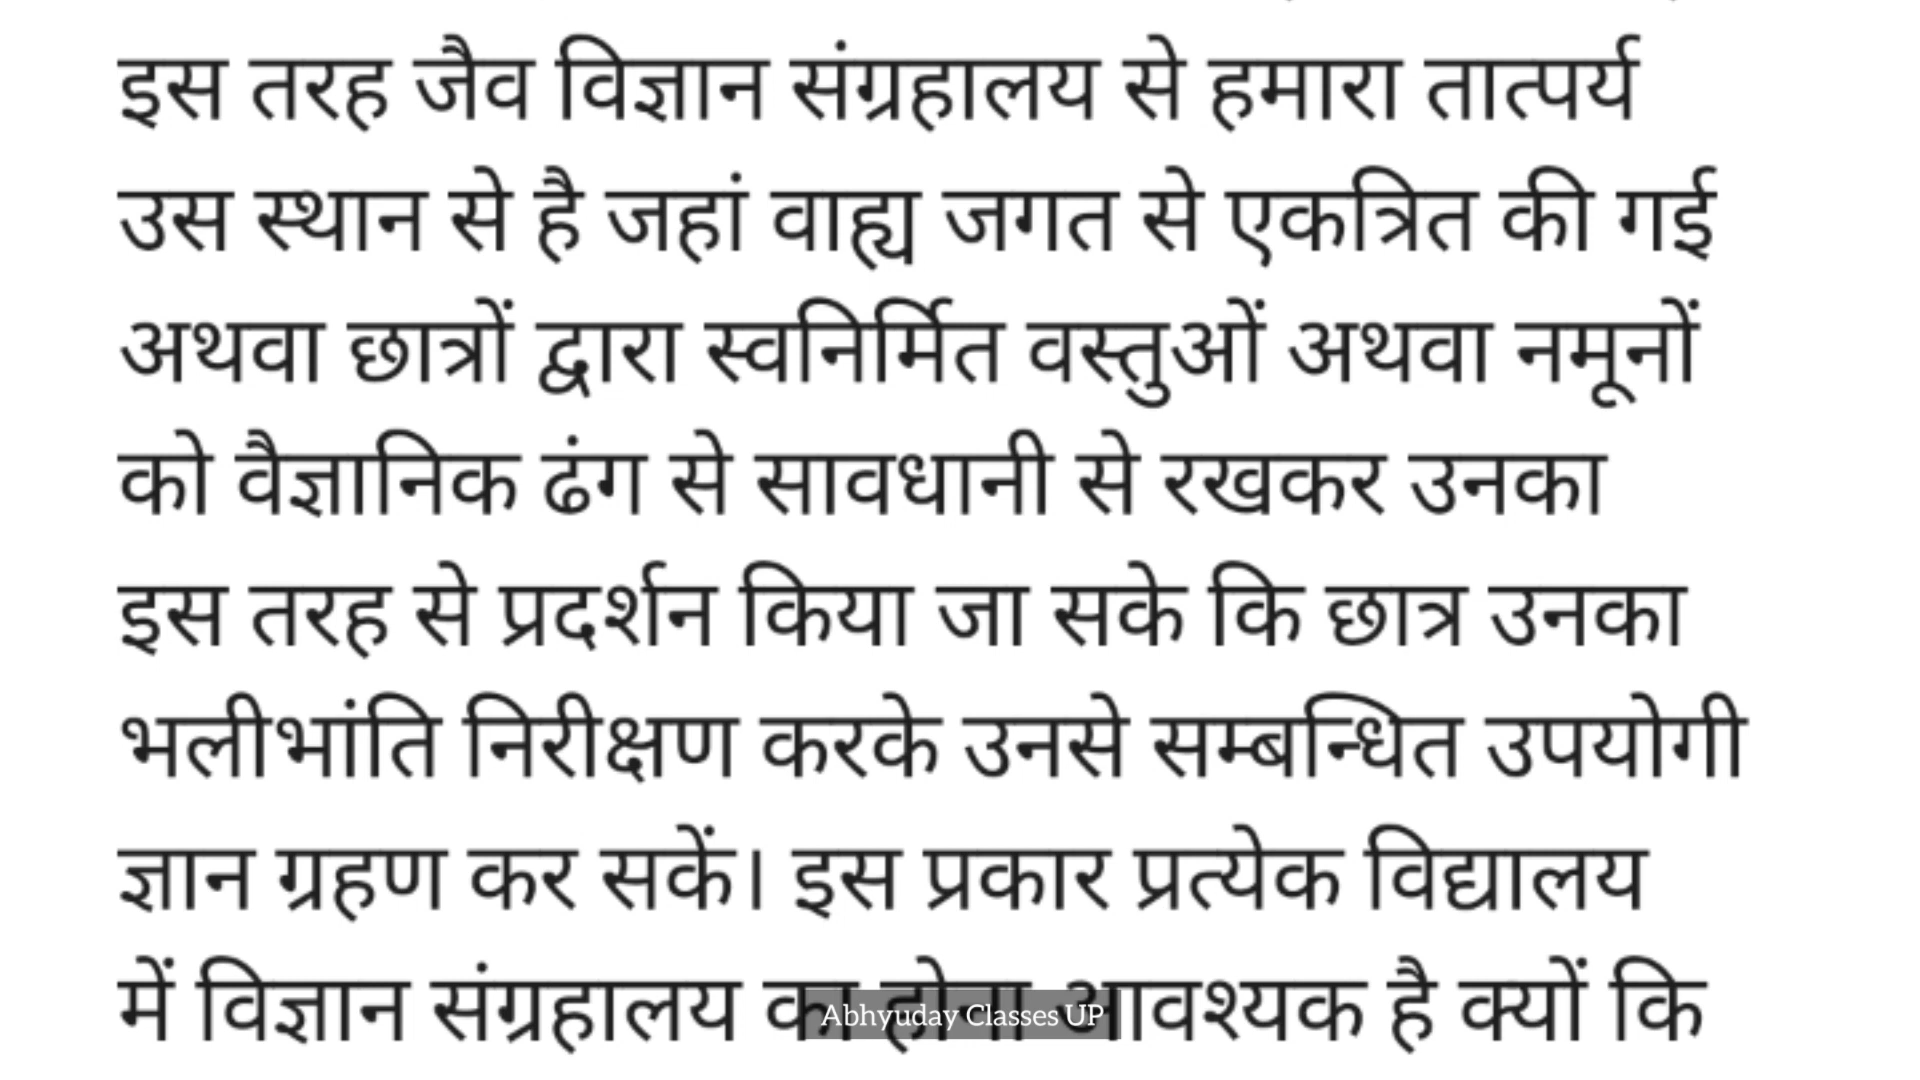 इस तरह जैव विज्ञान संग्रहालय से हमारा तात्पर्य
उस स्थान से है जहां वाह्य जगत से एकत्रित की गई
अथवा छात्रों द्वारा स्वनिर्मित वस्तुओं अथवा नमूनों
को वैज्ञानिक ढंग से सावधानी से रखकर उनका
इस तरह से प्रदर्शन किया जा सके कि छात्र उनका
भलीभांति निरीक्षण करके उनसे सम्बन्धित उपयोगी
ज्ञान ग्रहण कर सकें। इस प्रकार प्रत्येक विद्यालय
में विज्ञान संग्रहालय का होना आवश्यक है क्यों कि
Abhyuday Classes UP